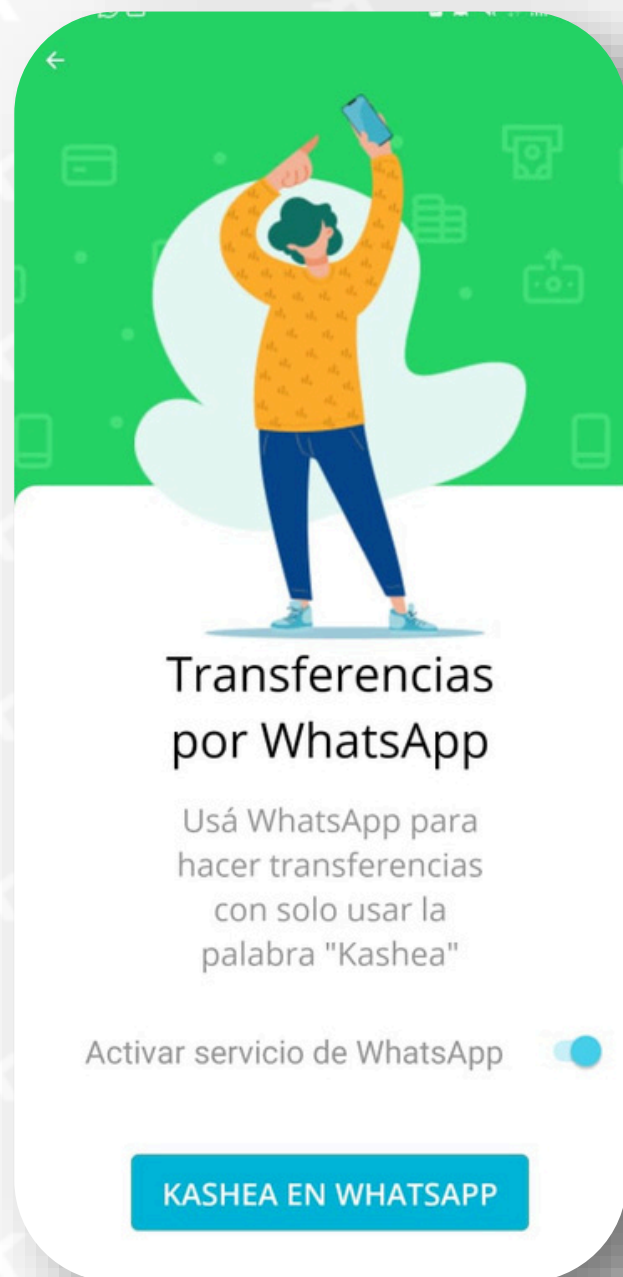 Transferencias
por WhatsApp
Usá WhatsApp para
hacer transferencias
con solo usar la
palabra "Kashea"
Activar servicio de WhatsApp
KASHEA EN WHATSAPP